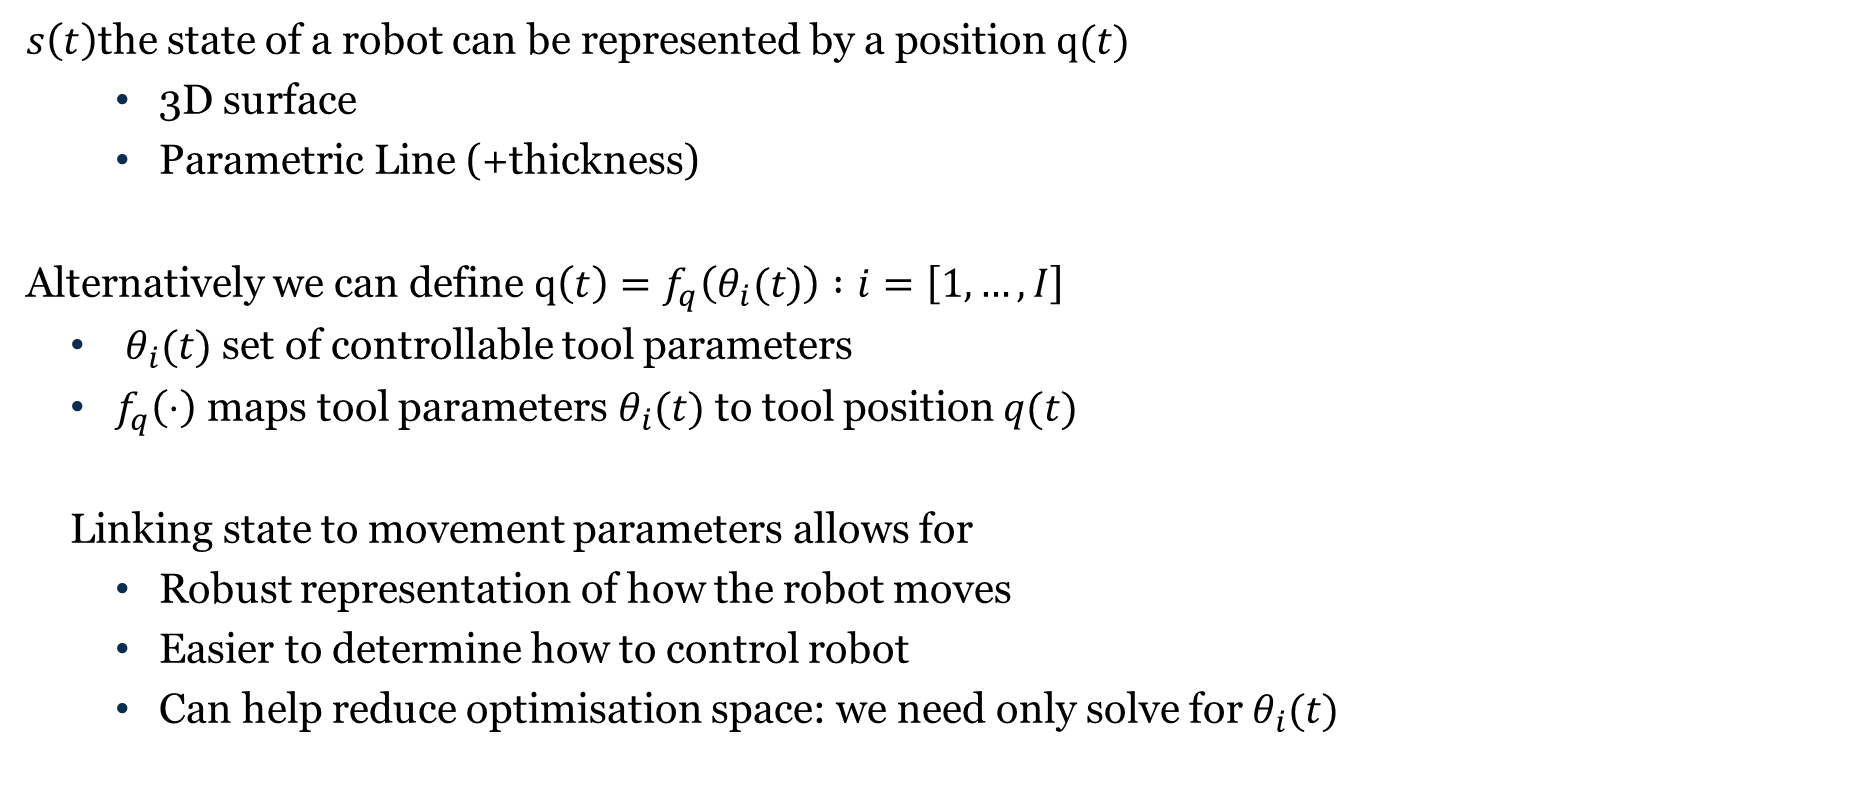 s(t)the state of a robot can be represented by a position q(t)
• 3D surface
• Parametric Line (+thickness)
Alternatively we can define q(t) = f_q(θ_i(t)) : i = [1, … , I]
• θ_i(t) set of controllable tool parameters
• f_q(·) maps tool parameters θ_i(t) to tool position q(t)
Linking state to movement parameters allows for
• Robust representation of how the robot moves
• Easier to determine how to control robot
• Can help reduce optimisation space: we need only solve for θ_i(t)